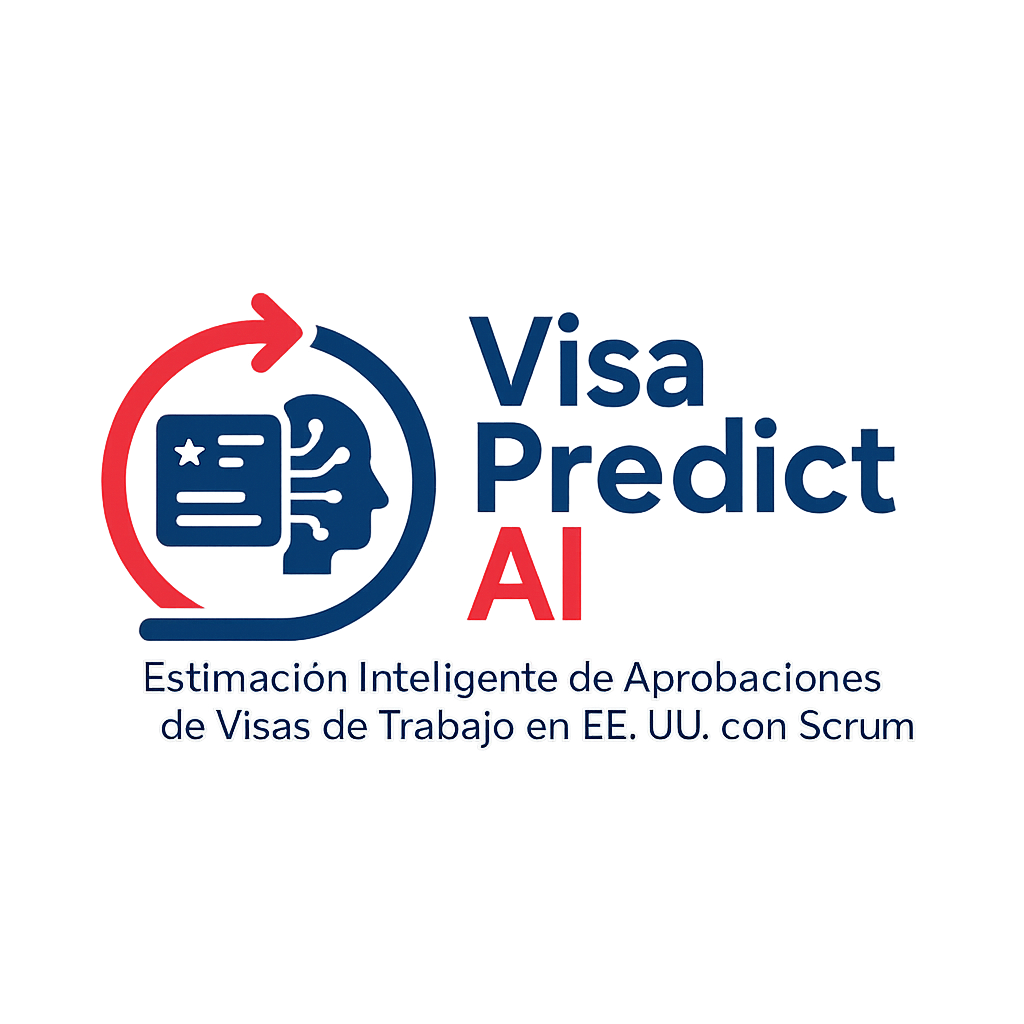 Visa
Predict
AI
Estimación Inteligente de Aprobaciones
de Visas de Trabajo en EE. UU. con Scrum